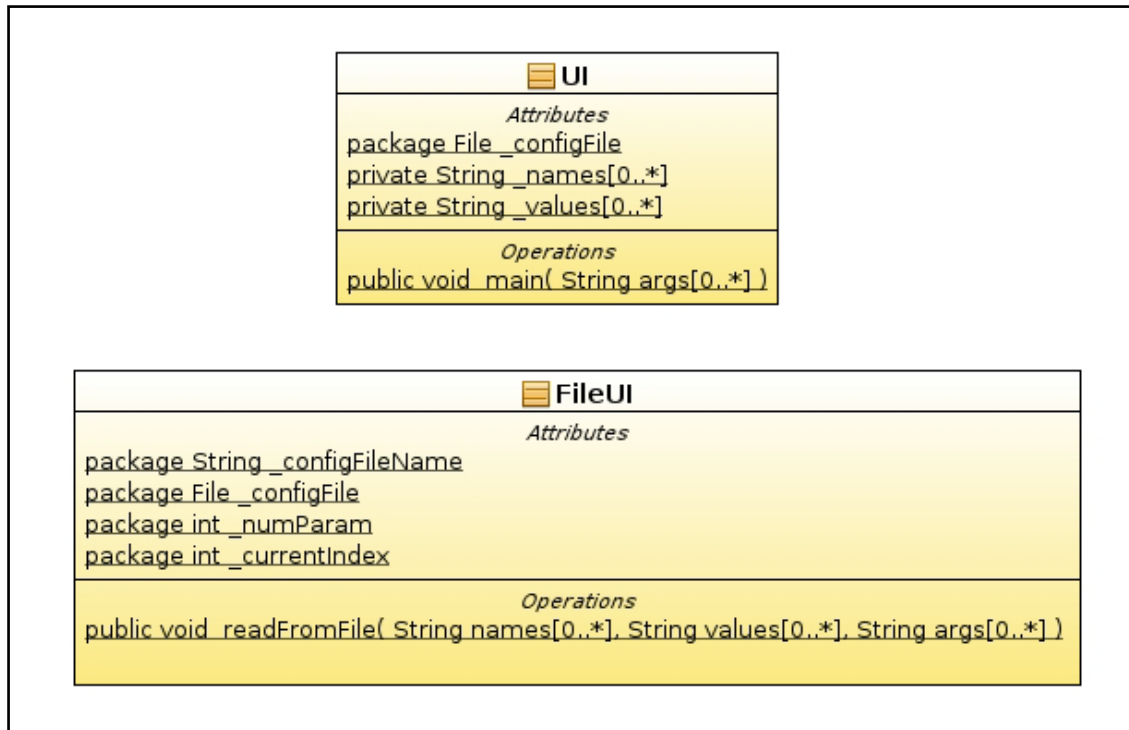 UI
Attributes
package File _configFile
private String _names[0..*]
private String _values[0..*]
Operations
public void  main( String args[0..*] )
FileUI
Attributes
package String _configFileName
package File _configFile
package int _numParam
package int _currentIndex
Operations
public void  readFromFile( String names[0..*], String values[0..*], String args[0..*] )